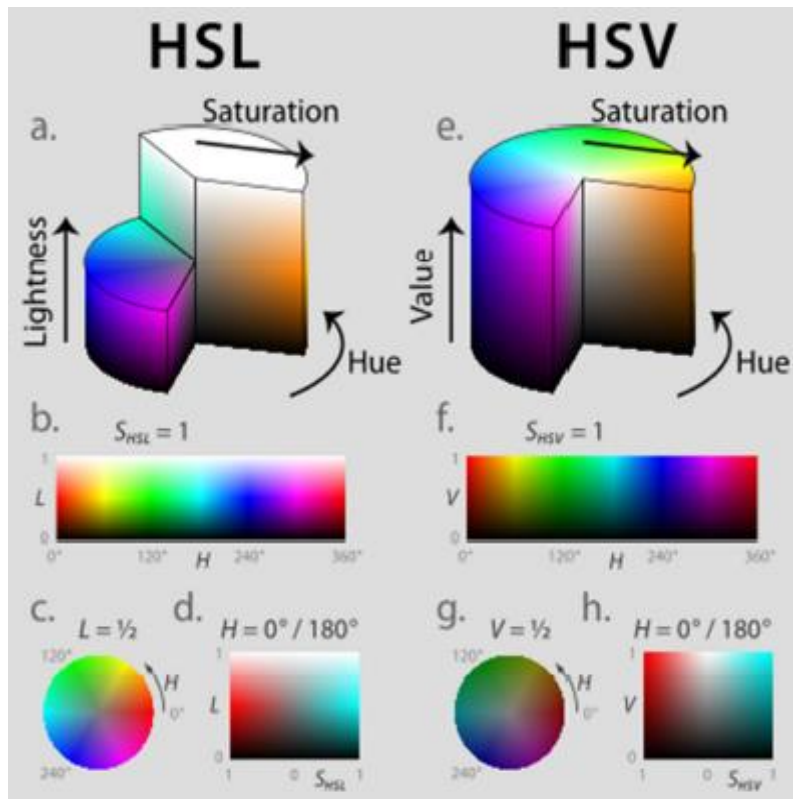 HSL
HSV
a.
Saturation
Lightness
Hue
e.
Saturation
Value
Hue
b.
S_HSL = 1
1
L
0
0°
120°
H
240°
360°
f.
S_HSV = 1
1
V
0
0°
120°
H
240°
360°
c.
L = ½
120°
H
0°
240°
d.
H = 0° / 180°
1
L
0
1
0
S_HSL
1
g.
V = ½
120°
H
0°
240°
h.
H = 0° / 180°
1
V
0
1
0
S_HSV
1